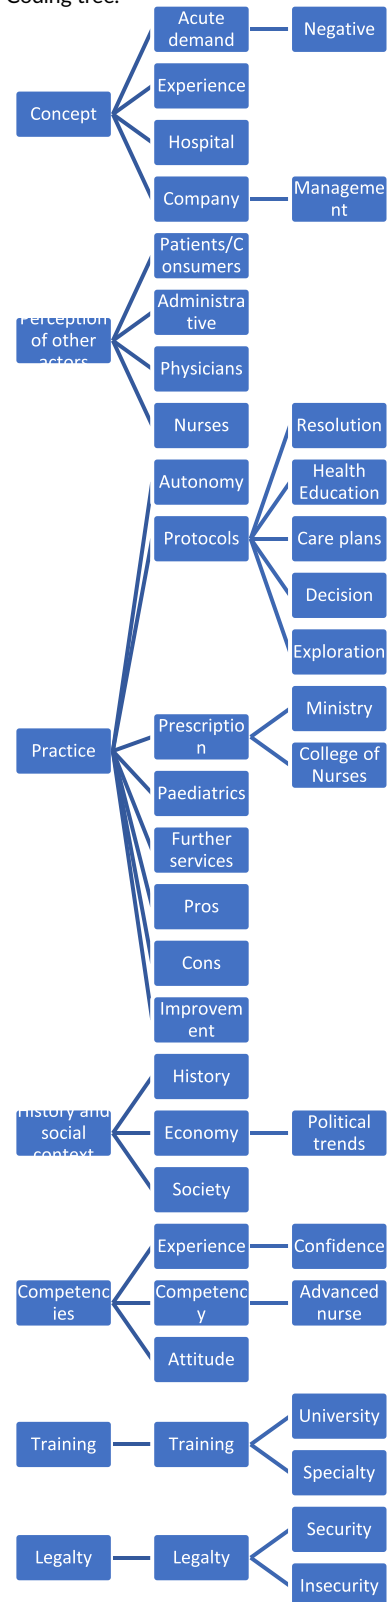 Coding tree.
Concept
Acute
demand
Negative
Experience
Hospital
Company
Manageme
nt
Perception
of other
actors
Patients/C
onsumers
Administra
tive
Physicians
Nurses
Practice
Autonomy
Protocols
Resolution
Health
Education
Care plans
Decision
Exploration
Prescriptio
n
Ministry
College of
Nurses
Paediatrics
Further
services
Pros
Cons
Improvem
ent
History and
social
context
History
Economy
Political
trends
Society
Competenc
ies
Experience
Confidence
Competenc
y
Advanced
nurse
Attitude
Training
Training
University
Specialty
Legalty
Legalty
Security
Insecurity